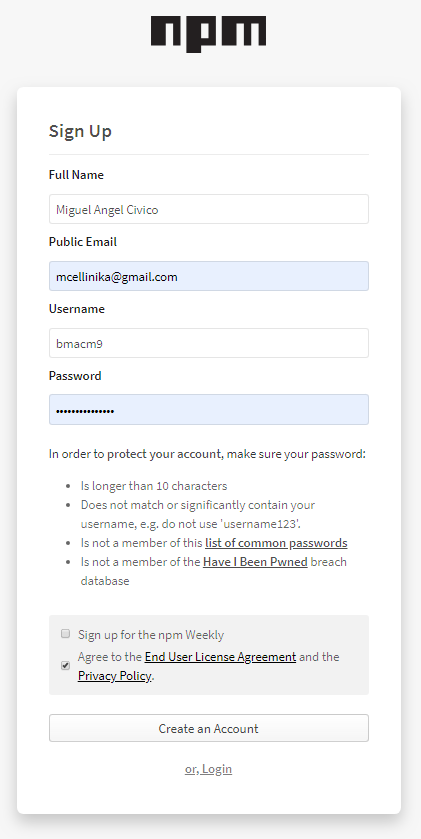 npm
Sign Up
Full Name
Miguel Angel Civico
Public Email
mcellinika@gmail.com
Username
bmacm9
Password
••••••••••••••
In order to protect your account, make sure your password:
• Is longer than 10 characters
• Does not match or significantly contain your
username, e.g. do not use 'username123'.
• Is not a member of this list of common passwords
• Is not a member of the Have I Been Pwned breach
database
Sign up for the npm Weekly
Agree to the End User License Agreement and the
Privacy Policy.
Create an Account
or, Login